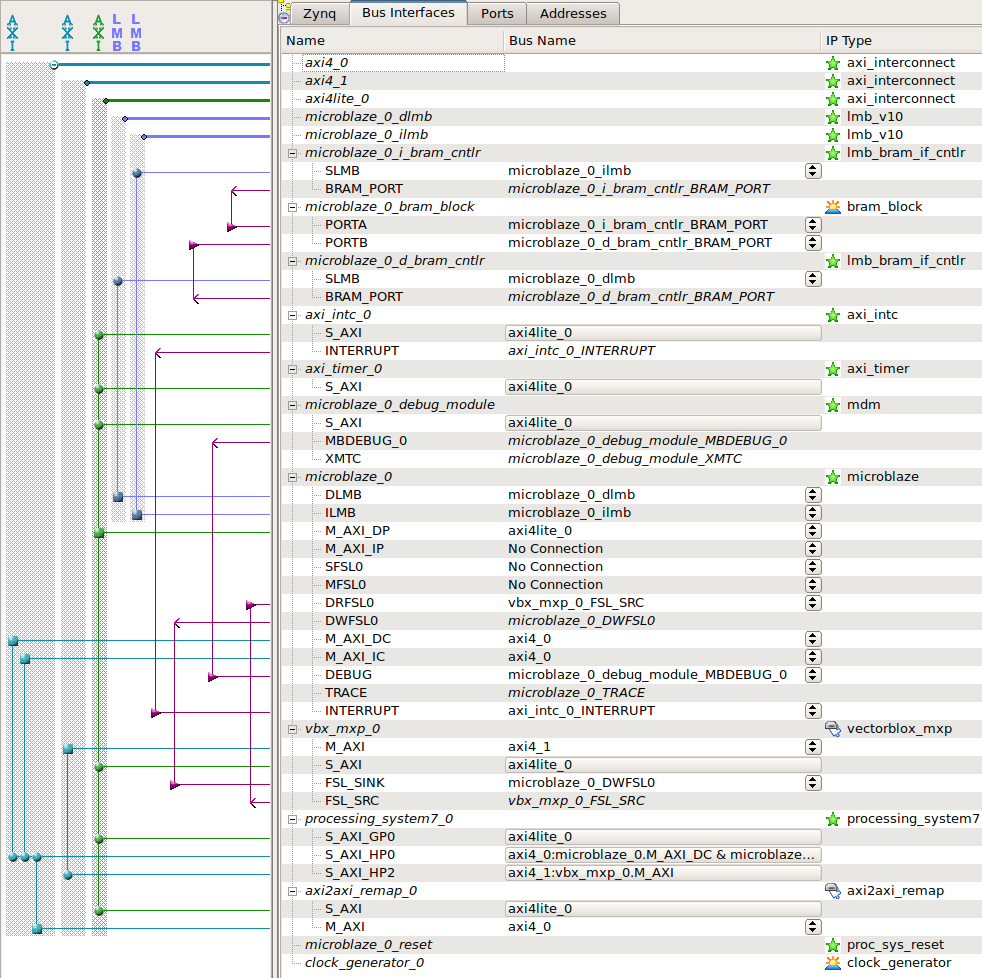 AXI AXI AXI LMB LMB
Zynq Bus Interfaces Ports Addresses
Name Bus Name IP Type
axi4_0 axi_interconnect
axi4_1 axi_interconnect
axi4lite_0 axi_interconnect
microblaze_0_dlmb lmb_v10
microblaze_0_ilmb lmb_v10
microblaze_0_i_bram_cntlr lmb_bram_if_cntlr
SLMB microblaze_0_ilmb
BRAM_PORT microblaze_0_i_bram_cntlr_BRAM_PORT
microblaze_0_bram_block bram_block
PORTA microblaze_0_i_bram_cntlr_BRAM_PORT
PORTB microblaze_0_d_bram_cntlr_BRAM_PORT
microblaze_0_d_bram_cntlr lmb_bram_if_cntlr
SLMB microblaze_0_dlmb
BRAM_PORT microblaze_0_d_bram_cntlr_BRAM_PORT
axi_intc_0 axi_intc
S_AXI axi4lite_0
INTERRUPT axi_intc_0_INTERRUPT
axi_timer_0 axi_timer
S_AXI axi4lite_0
microblaze_0_debug_module mdm
S_AXI axi4lite_0
MBDEBUG_0 microblaze_0_debug_module_MBDEBUG_0
XMTC microblaze_0_debug_module_XMTC
microblaze_0 microblaze
DLMB microblaze_0_dlmb
ILMB microblaze_0_ilmb
M_AXI_DP axi4lite_0
M_AXI_IP No Connection
SFSL0 No Connection
MFSL0 No Connection
DRFSL0 vbx_mxp_0_FSL_SRC
DWFSL0 microblaze_0_DWFSL0
M_AXI_DC axi4_0
M_AXI_IC axi4_0
DEBUG microblaze_0_debug_module_MBDEBUG_0
TRACE microblaze_0_TRACE
INTERRUPT axi_intc_0_INTERRUPT
vbx_mxp_0 vectorblox_mxp
M_AXI axi4_1
S_AXI axi4lite_0
FSL_SINK microblaze_0_DWFSL0
FSL_SRC vbx_mxp_0_FSL_SRC
processing_system7_0 processing_system7
S_AXI_GP0 axi4lite_0
S_AXI_HP0 axi4_0:microblaze_0.M_AXI_DC & microblaze...
S_AXI_HP2 axi4_1:vbx_mxp_0.M_AXI
axi2axi_remap_0 axi2axi_remap
S_AXI axi4lite_0
M_AXI axi4_0
microblaze_0_reset proc_sys_reset
clock_generator_0 clock_generator